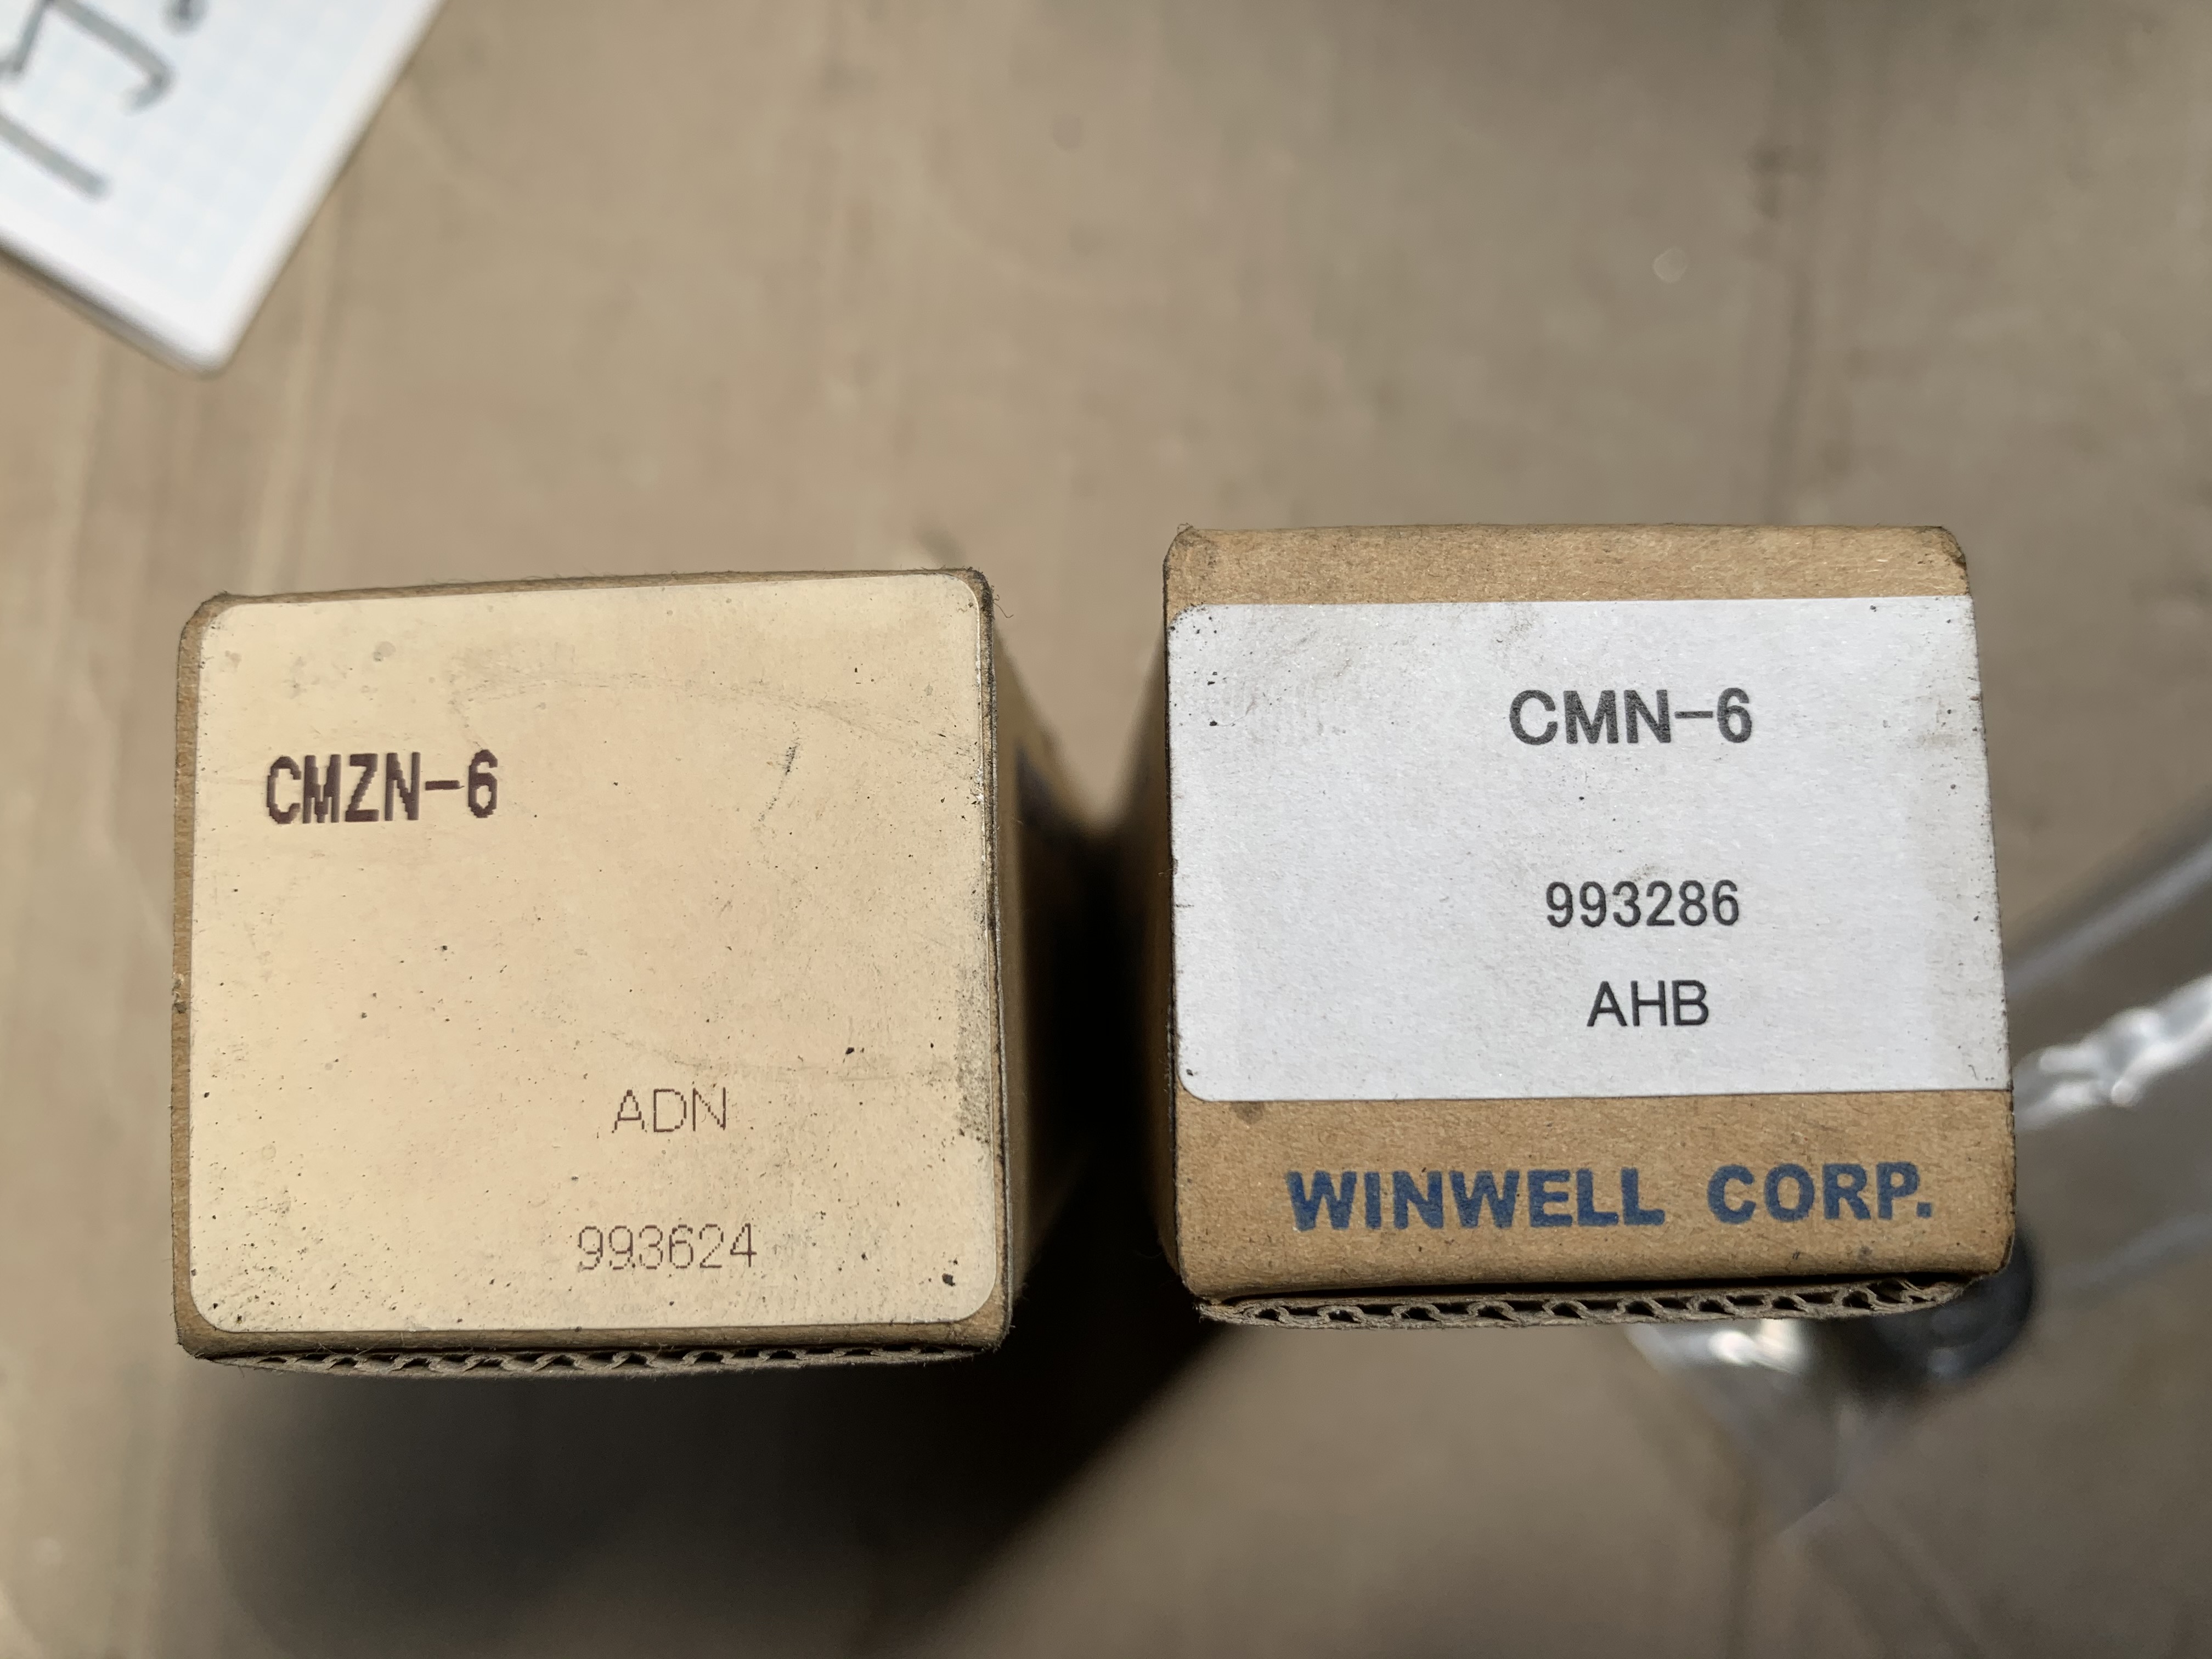 CMZN-6
ADN
993624
CMN-6
993286
AHB
WINWELL CORP.